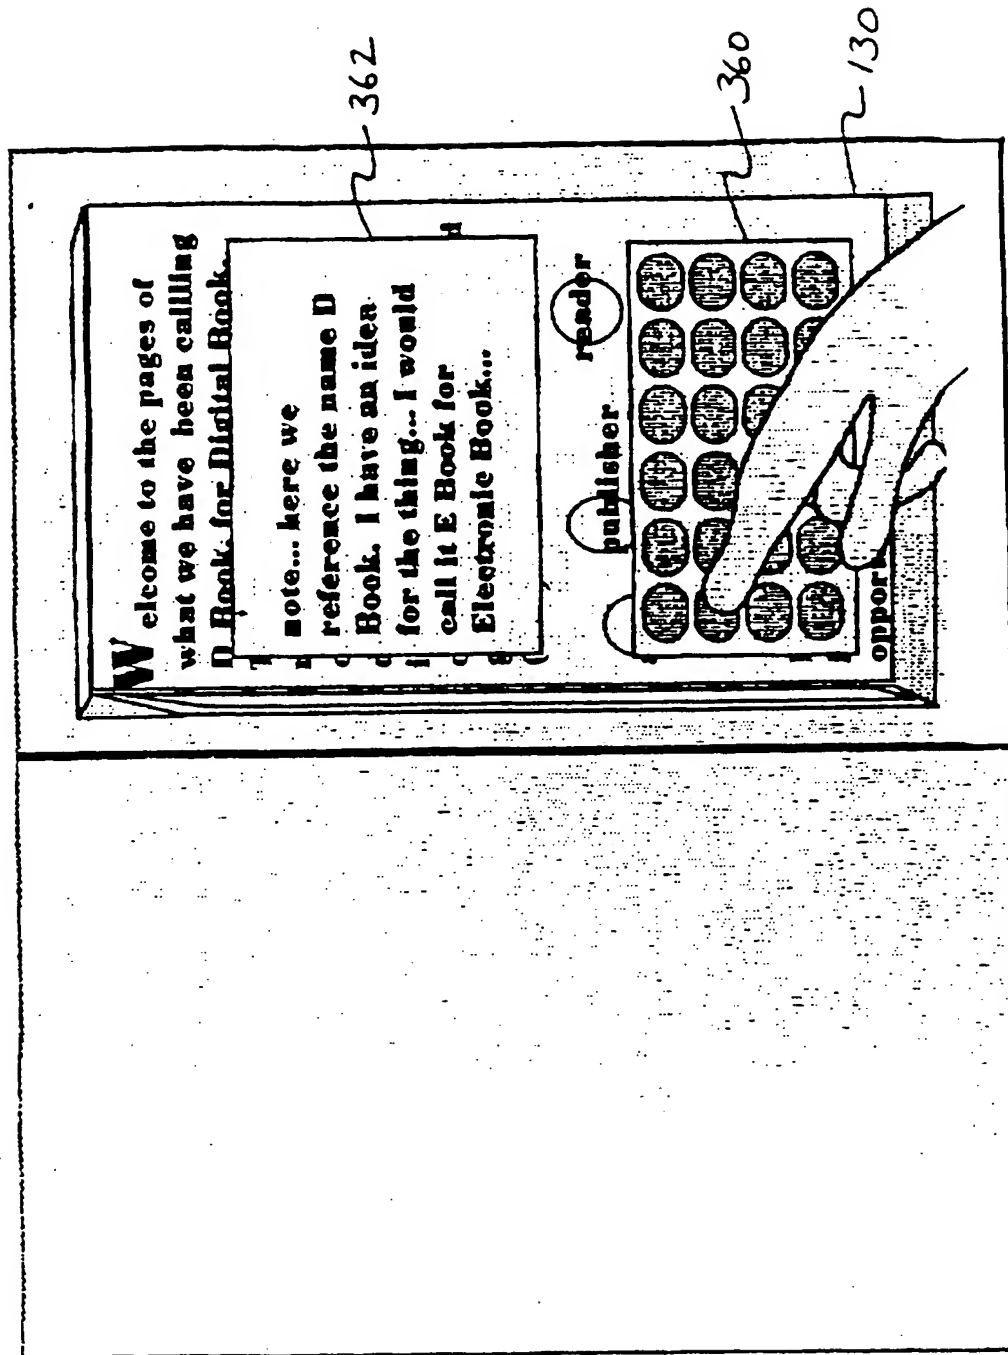 Welcome to the pages of
what we have been callling
D Book, for Digital Book.
note... here we
reference the name D
Book. I have an idea
for the thing... I would
call it E Book for
Electronic Book...
publisher
reader
oppor
362
360
130